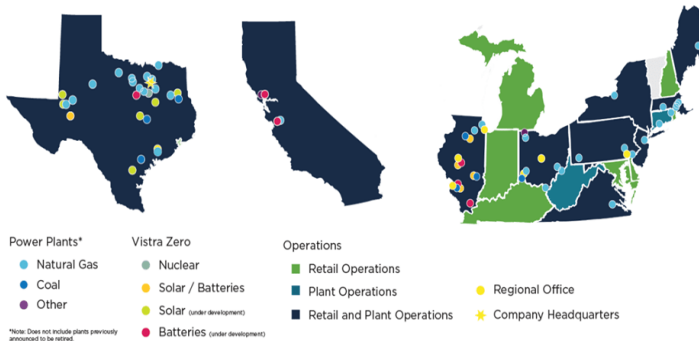 Power Plants*
Natural Gas
Coal
Other
*Note: Does not include plants previously
announced to be retired.
Vistra Zero
Nuclear
Solar / Batteries
Solar (under development)
Batteries (under development)
Operations
Retail Operations
Plant Operations
Retail and Plant Operations
Regional Office
Company Headquarters